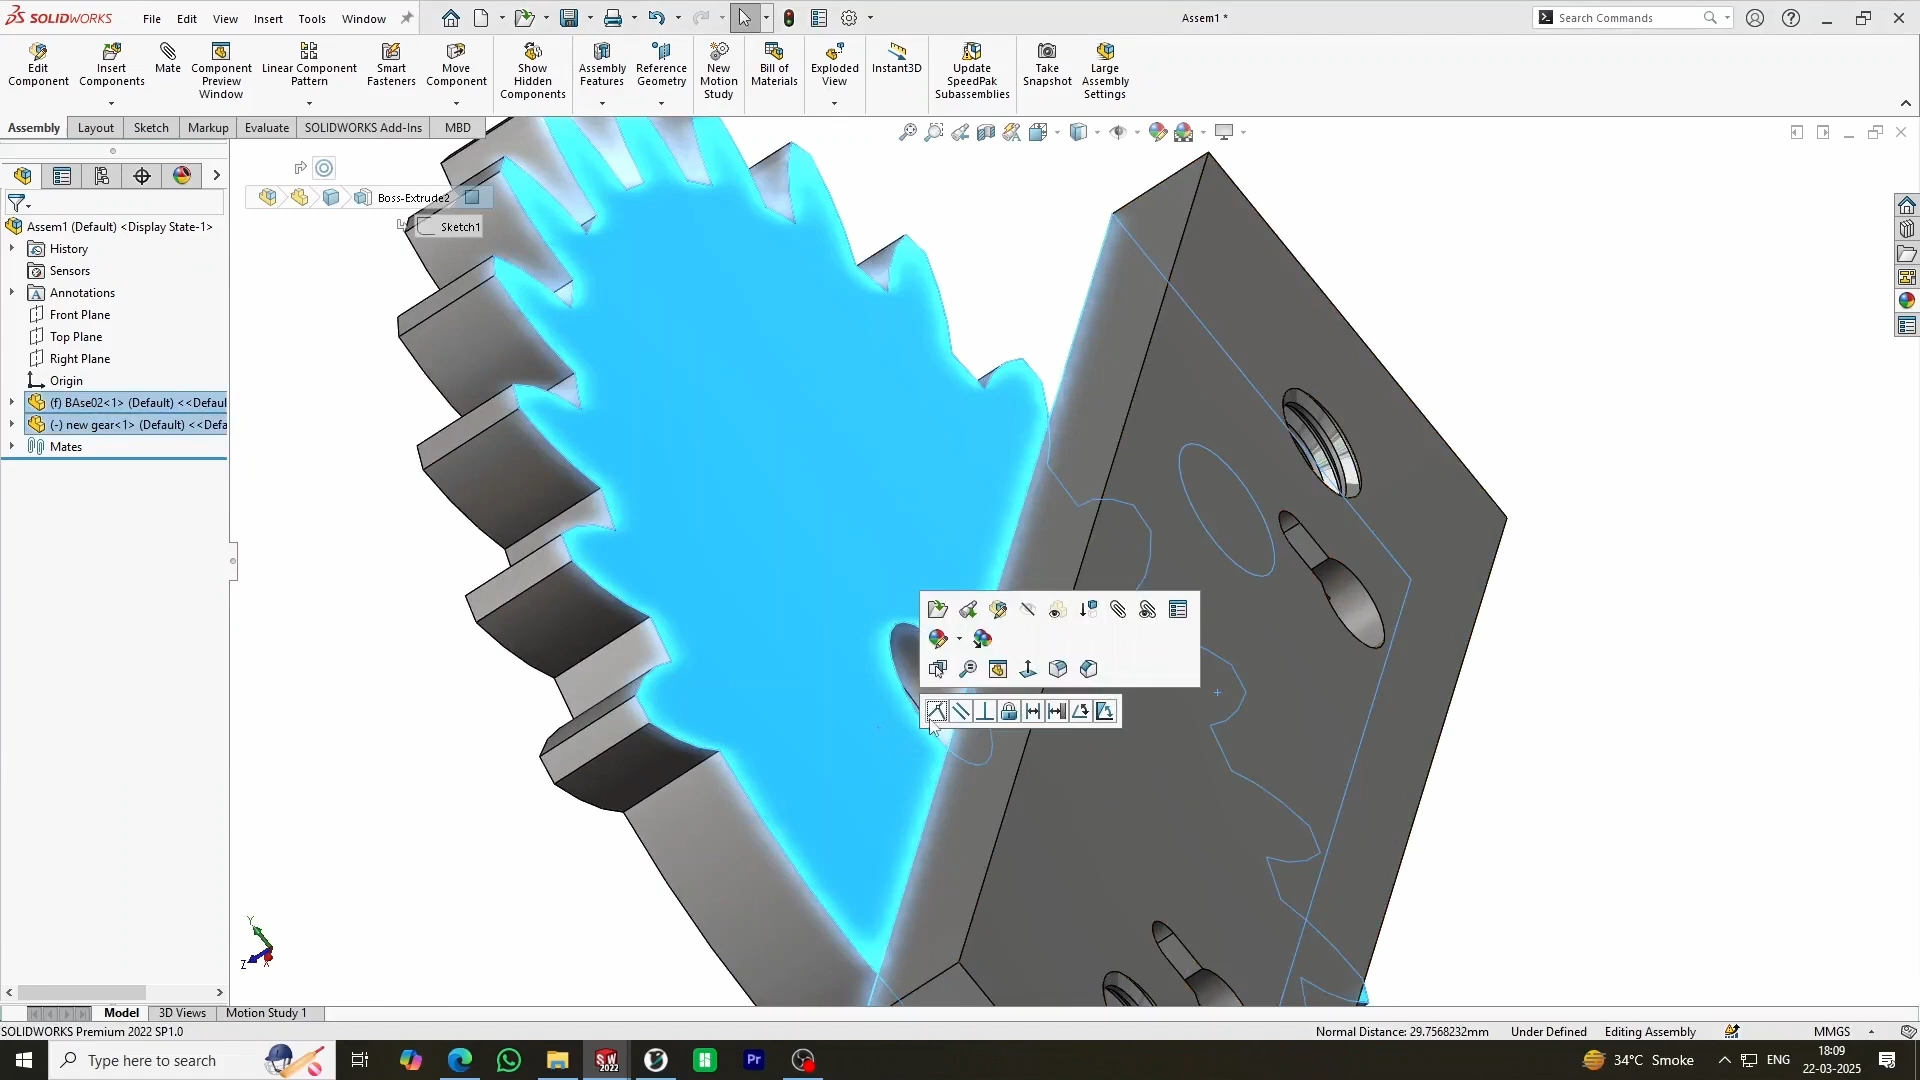 SOLIDWORKS File Edit View Insert Tools Window Assem1 * Search Commands
Edit Component
Insert Components
Mate
Component Preview Window
Linear Component Pattern
Smart Fasteners
Move Component
Show Hidden Components
Assembly Features
Reference Geometry
New Motion Study
Bill of Materials
Exploded View
Instant3D
Update SpeedPak Subassemblies
Take Snapshot
Large Assembly Settings
Assembly Layout Sketch Markup Evaluate SOLIDWORKS Add-Ins MBD
Boss-Extrude2
Sketch1
Assem1 (Default) <Display State-1>
History
Sensors
Annotations
Front Plane
Top Plane
Right Plane
Origin
(f) BAse02<1> (Default) <<Defaul
(-) new gear<1> (Default) <<Defa
Mates
Y
Z
X
Model 3D Views Motion Study 1
SOLIDWORKS Premium 2022 SP1.0 Normal Distance: 29.7568232mm Under Defined Editing Assembly MMGS
Type here to search 34°C Smoke ENG 18:09
22-03-2025